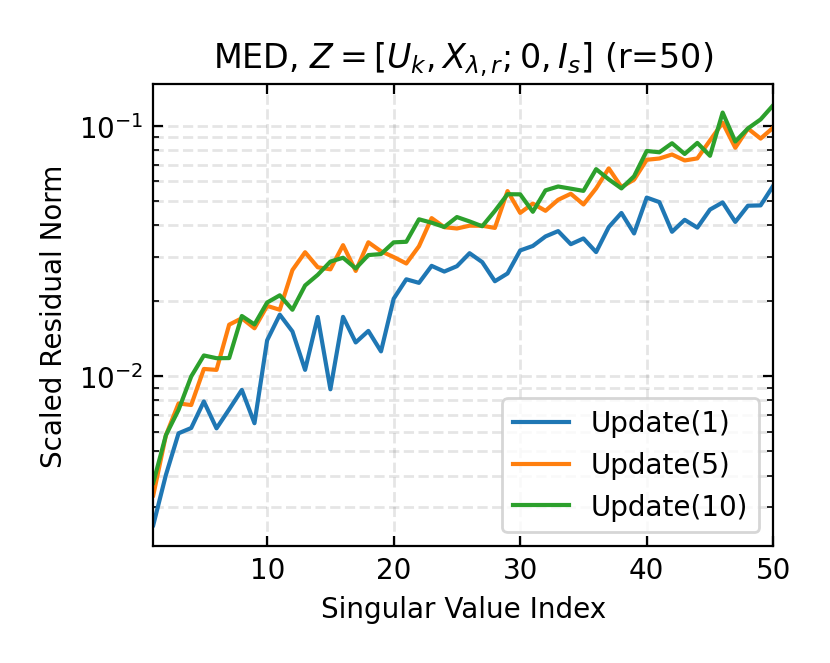 MED, $Z = [U_k, X_{\lambda,r}; 0, I_s]$ (r=50)
Scaled Residual Norm
10⁻¹
10⁻²
Update(1)
Update(5)
Update(10)
10 20 30 40 50
Singular Value Index